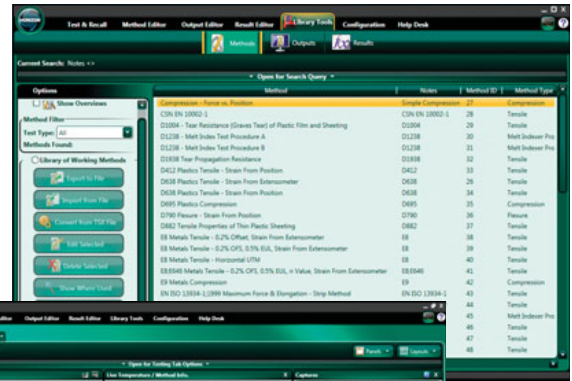 HORIZON
Test & Recall Method Editor Output Editor Result Editor Library Tools Configuration Help Desk
Methods Outputs Results
Current Search: Notes <>
Open for Search Query
Options
Method Notes Method ID Method Type
Show Overviews
Compression - Force vs. Position Simple Compression 27 Compression
CSN EN 10002-1 CSN EN 10002-1 28 Tensile
Method Filter
D1004 - Tear Resistance (Graves Tear) of Plastic Film and Sheeting D1004 29 Tensile
Test Type: All
D1238 - Melt Index Test Procedure A D1238 30 Melt Indexer Pro
Methods Found:
D1238 - Melt Index Test Procedure B D1238 31 Melt Indexer Pro
D1938 Tear Propagation Resistance D1938 32 Tensile
Library of Working Methods
D412 Plastics Tensile - Strain From Position D412 33 Tensile
Export to File
D638 Plastics Tensile - Strain From Extensometer D638 26 Tensile
D638 Plastics Tensile - Strain From Position D638 34 Tensile
Import from File
D695 Plastics Compression D695 35 Compression
D790 Flexure - Strain From Position D790 36 Flexure
Convert from TSX File
D882 Tensile Properties of Thin Plastic Sheeting D882 37 Tensile
E8 Metals Tensile - 0.2% Offset, Strain From Extensometer E8 38 Tensile
Edit Selected
E8 Metals Tensile - 0.2% OFS, 0.5% EUL, Strain From Extensometer E8 39 Tensile
E8 Metals Tensile - Horizontal UTM E8 40 Tensile
Delete Selected
E8,E646 Metals Tensile - 0.2% OFS, 0.5% EUL, n Value, Strain From Extensometer E8,E646 41 Tensile
Show Where Used
E9 Metals Compression E9 42 Compression
EN ISO 13934-1:1999 Maximum Force & Elongation - Strip Method EN ISO 13934-1 43 Tensile
44 Tensile
45 Melt Indexer Pro
46 Tensile
47 Tensile
48 Tensile
Editor Output Editor Result Editor Library Tools Configuration Help Desk
Panels Layouts
Open for Testing Tab Options
Live Temperature / Method Info. Captures